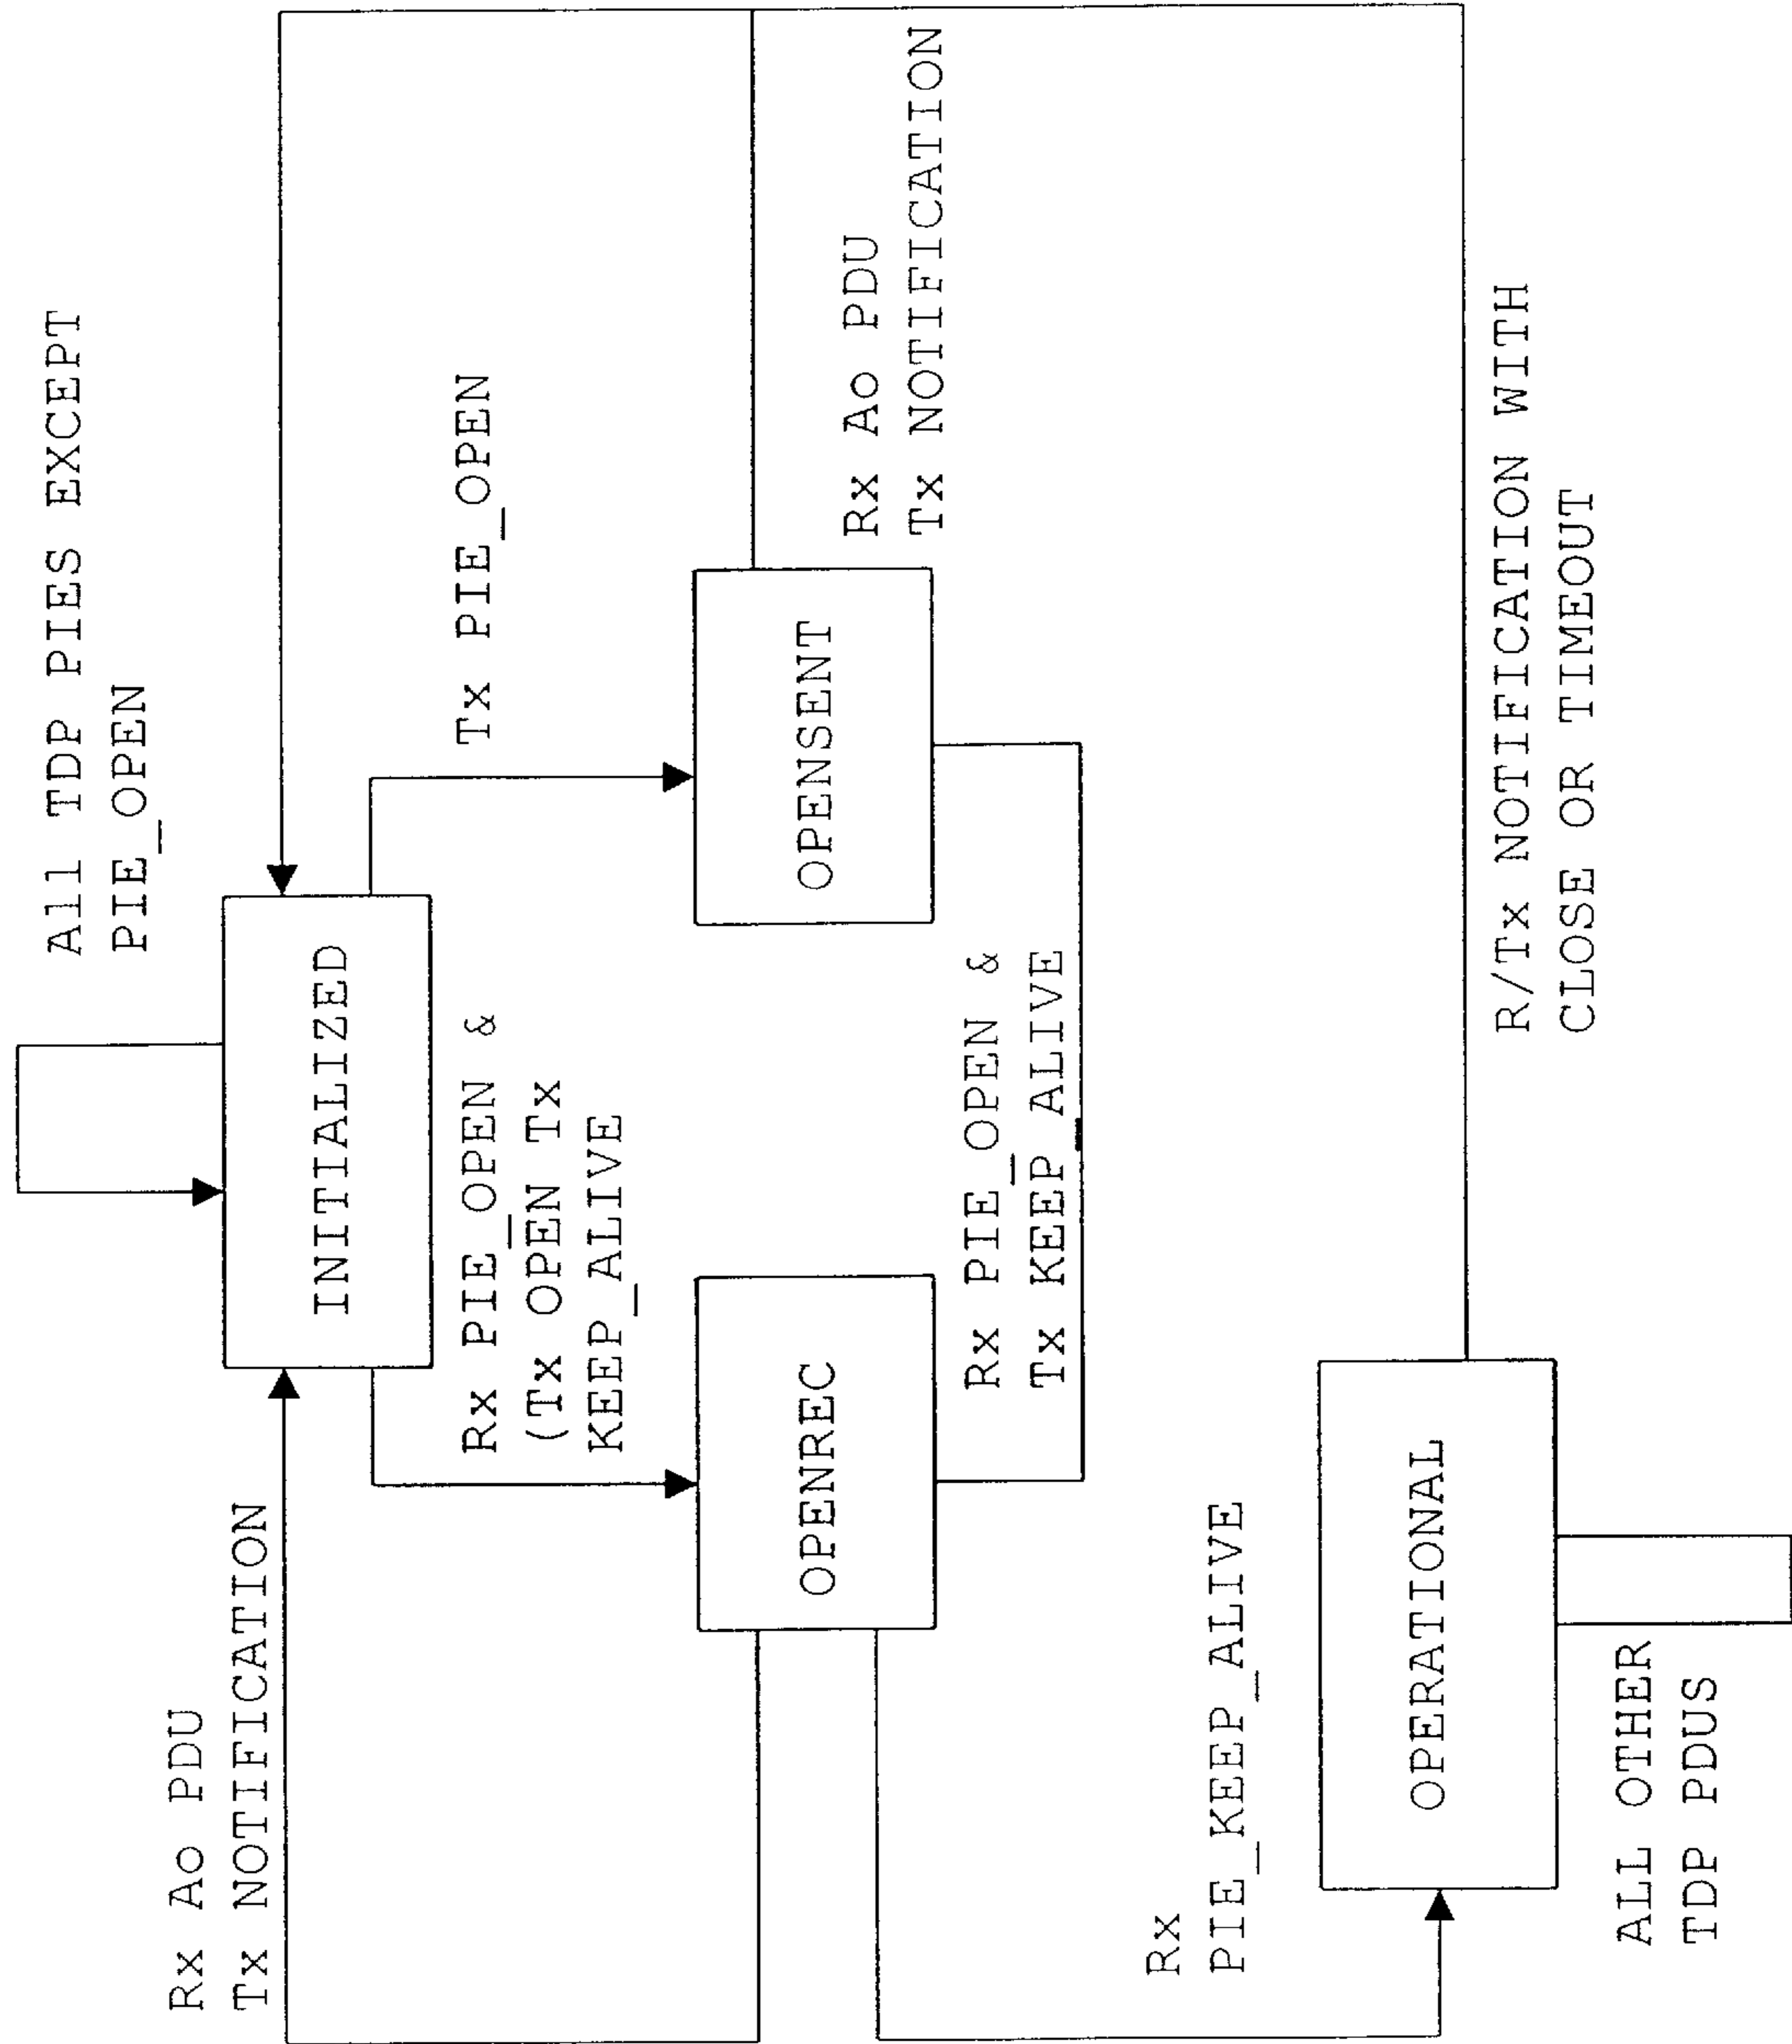 All TDP PIES EXCEPT
PIE_OPEN
Rx Ao PDU
Tx NOTIFICATION
INITIALIZED
Rx PIE_OPEN &
(Tx OPEN Tx
KEEP_ALIVE
Tx PIE_OPEN
OPENREC
OPENSENT
Rx Ao PDU
Tx NOTIFICATION
Rx PIE_OPEN &
Tx KEEP ALIVE
Rx
PIE_KEEP_ALIVE
OPERATIONAL
R/Tx NOTIFICATION WITH
CLOSE OR TIMEOUT
ALL OTHER
TDP PDUS